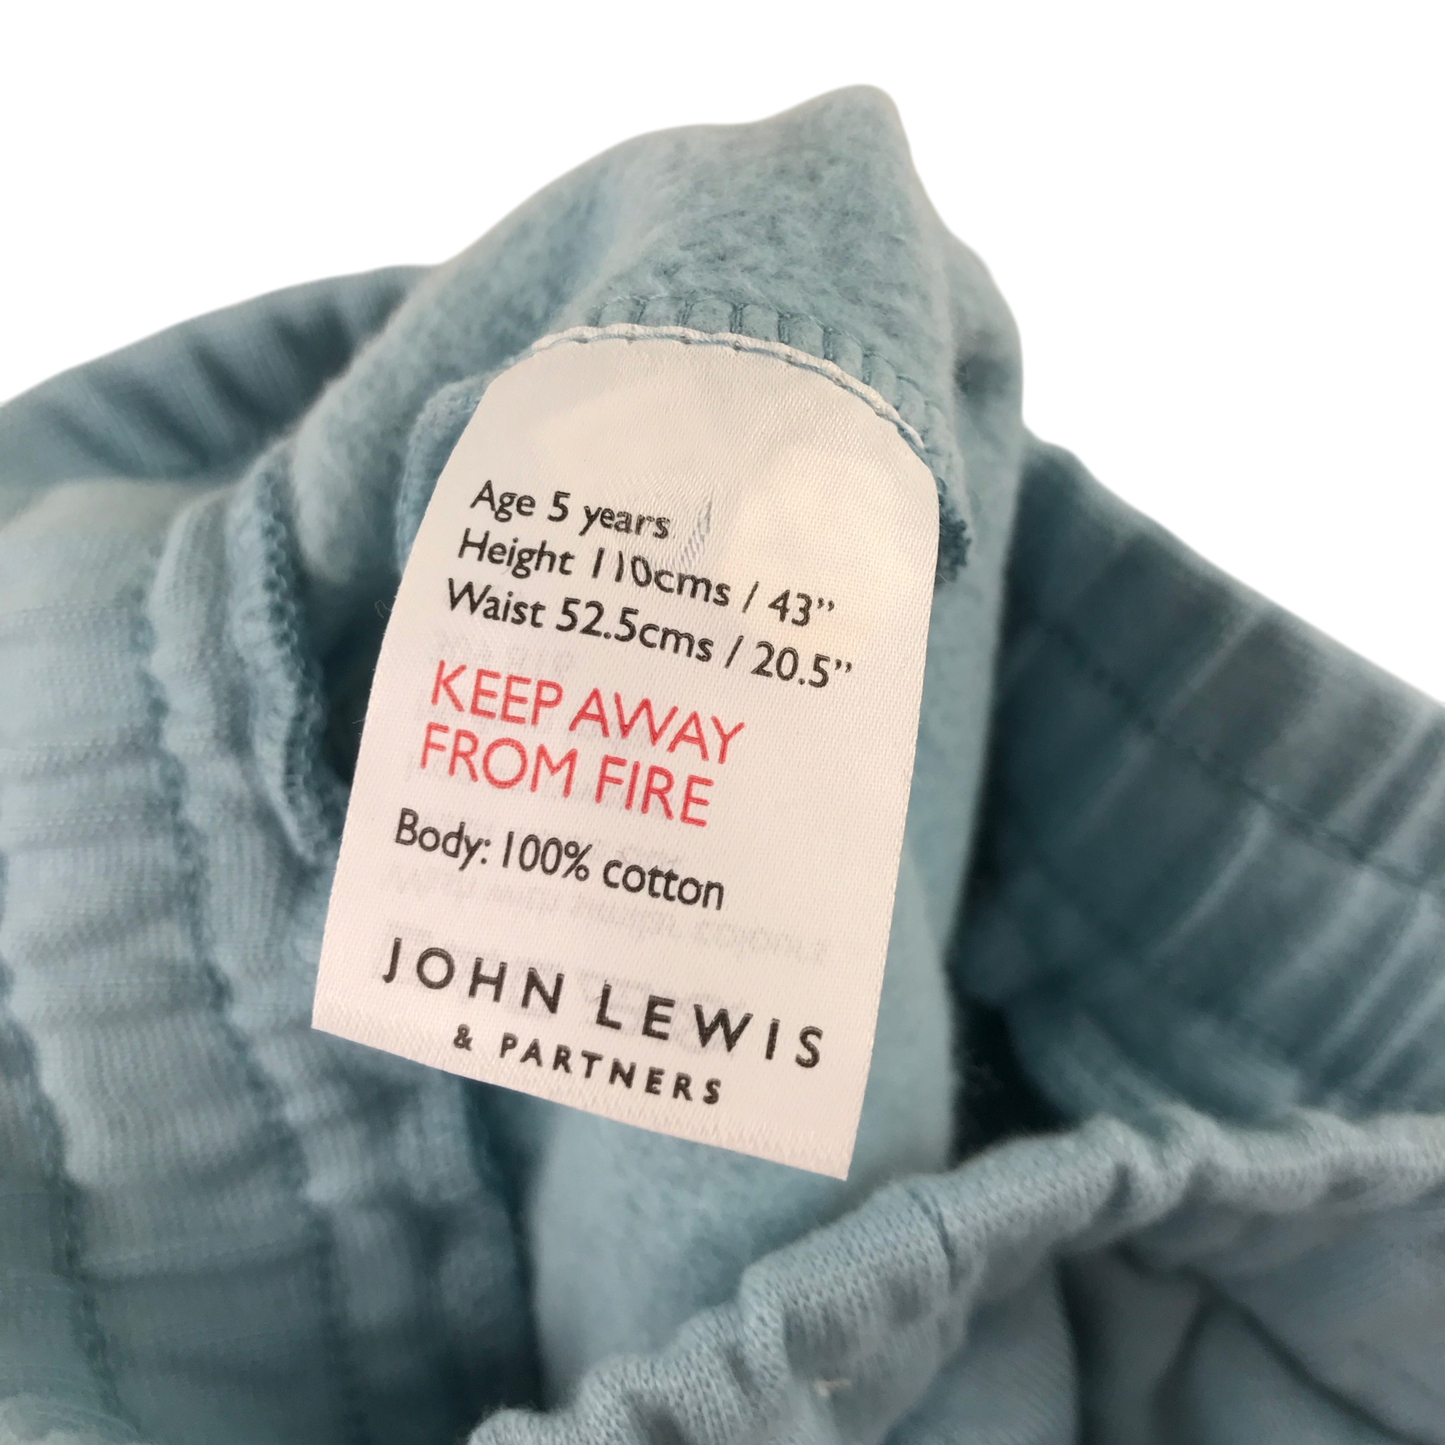 Age 5 years
Height 110cms / 43”
Waist 52.5cms / 20.5”
KEEP AWAY
FROM FIRE
Body: 100% cotton
JOHN LEWIS
& PARTNERS